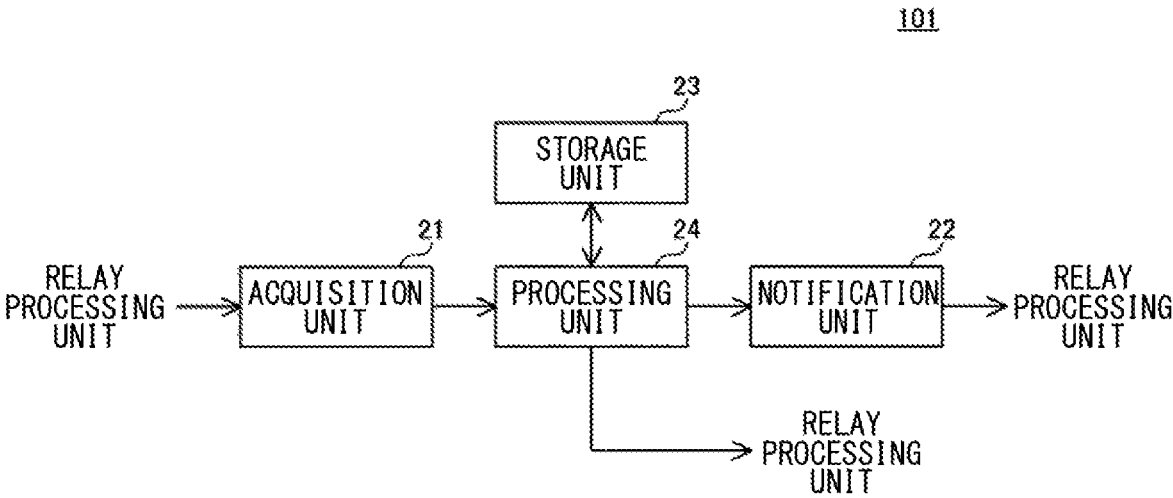 101
23
STORAGE
UNIT
21
24
22
RELAY
PROCESSING
UNIT
ACQUISITION
UNIT
PROCESSING
UNIT
NOTIFICATION
UNIT
RELAY
PROCESSING
UNIT
RELAY
PROCESSING
UNIT